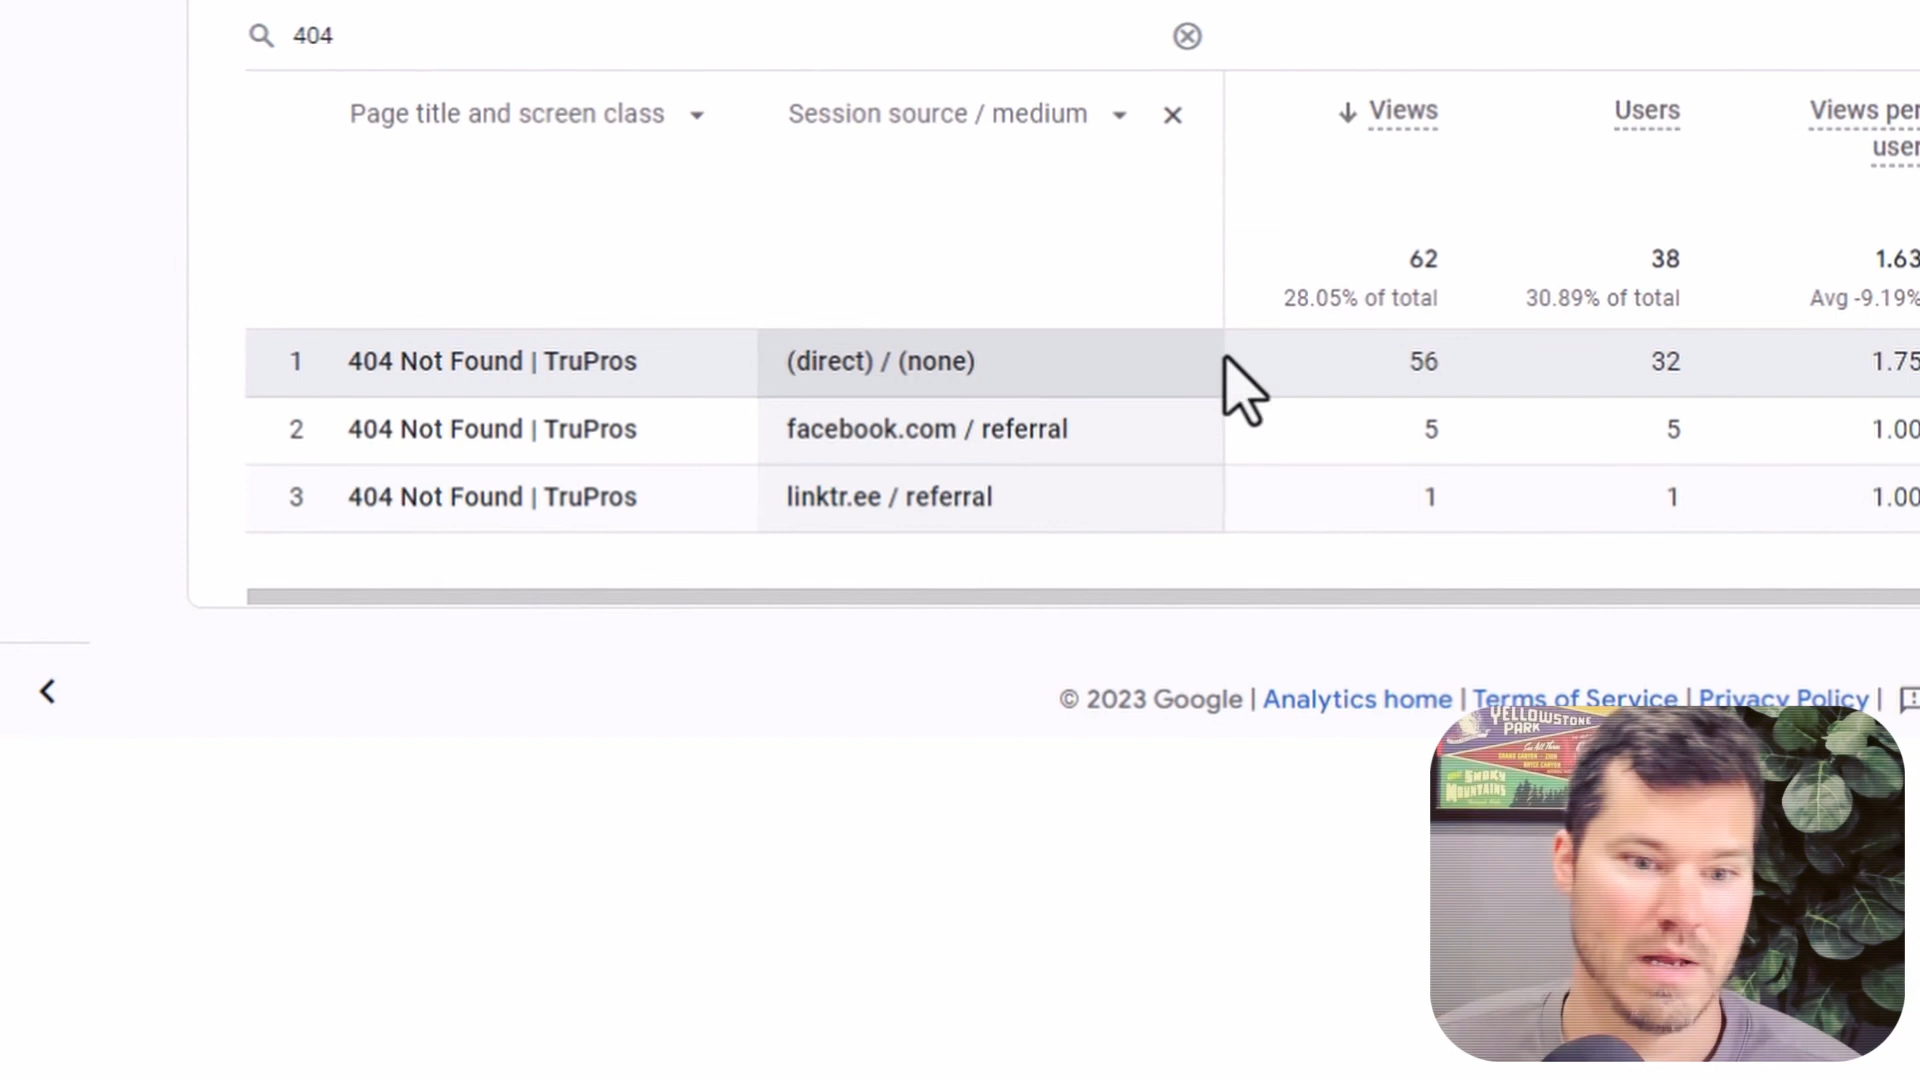 404
Page title and screen class Session source / medium Views Users Views per
user
62 38 1.63
28.05% of total 30.89% of total Avg -9.19%
1 404 Not Found | TruPros (direct) / (none) 56 32 1.75
2 404 Not Found | TruPros facebook.com / referral 5 5 1.00
3 404 Not Found | TruPros linktr.ee / referral 1 1 1.00
© 2023 Google | Analytics home | Terms of Service | Privacy Policy |
YELLOWSTONE
PARK
SMOKY
MOUNTAINS